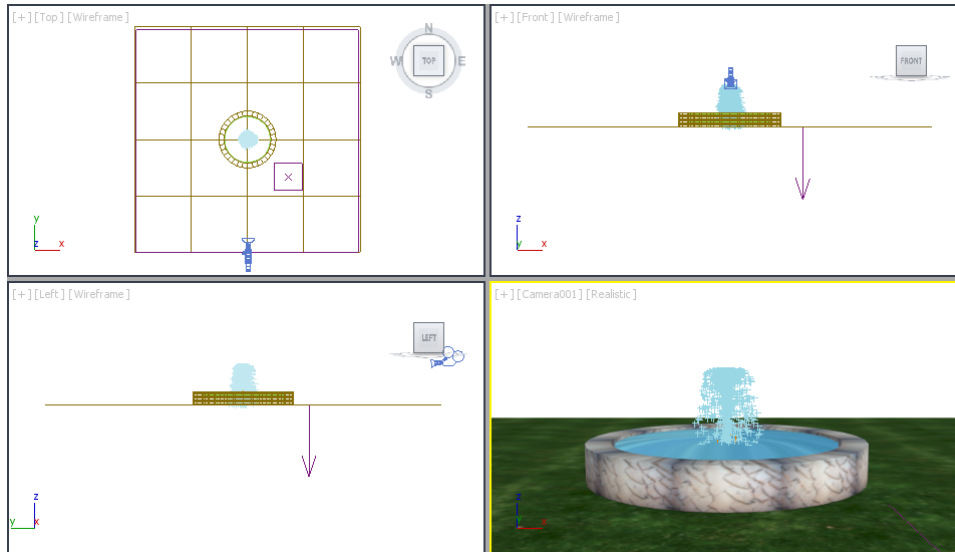 [+] [Top] [Wireframe]
N
W
TOP
E
S
y
z
x
[+] [Front] [Wireframe]
FRONT
z
y
x
[+] [Left] [Wireframe]
LEFT
z
y
x
[+] [Camera001] [Realistic]
z
y
x